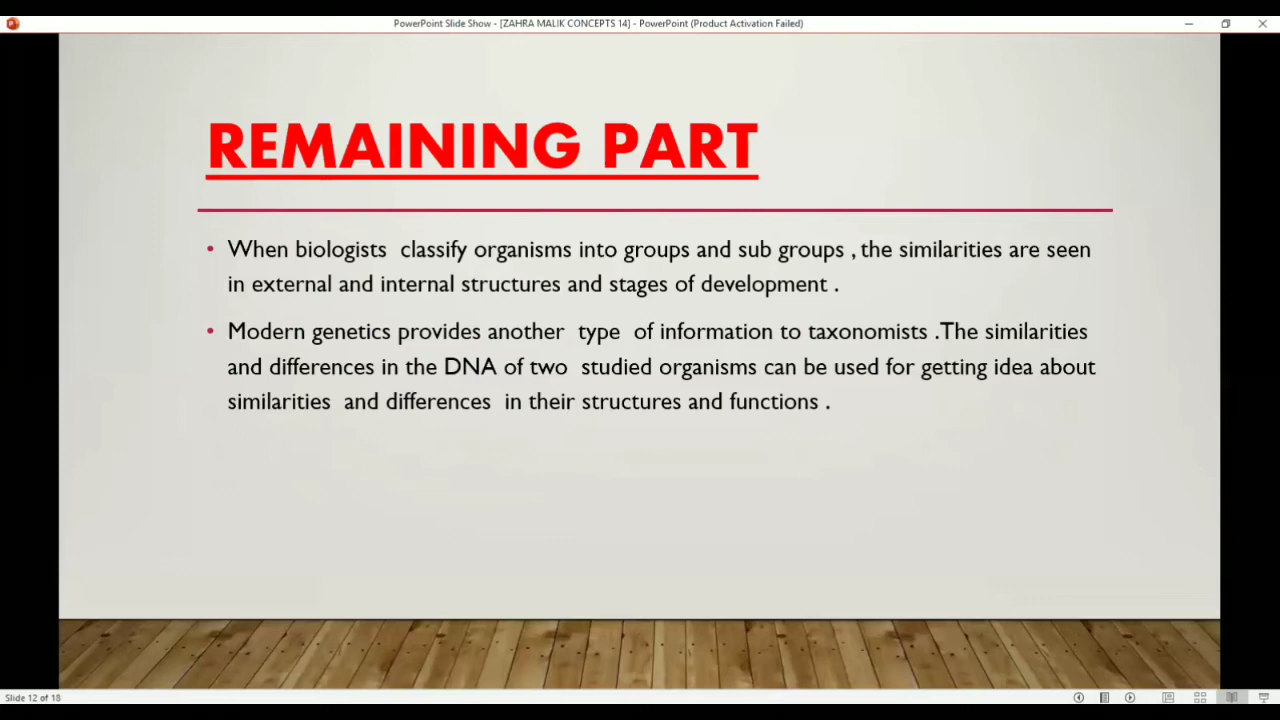 PowerPoint Slide Show - [ZAHRA MALIK CONCEPTS 14] - PowerPoint (Product Activation Failed)
REMAINING PART
• When biologists classify organisms into groups and sub groups , the similarities are seen
in external and internal structures and stages of development .
• Modern genetics provides another type of information to taxonomists .The similarities
and differences in the DNA of two studied organisms can be used for getting idea about
similarities and differences in their structures and functions .
Slide 12 of 18